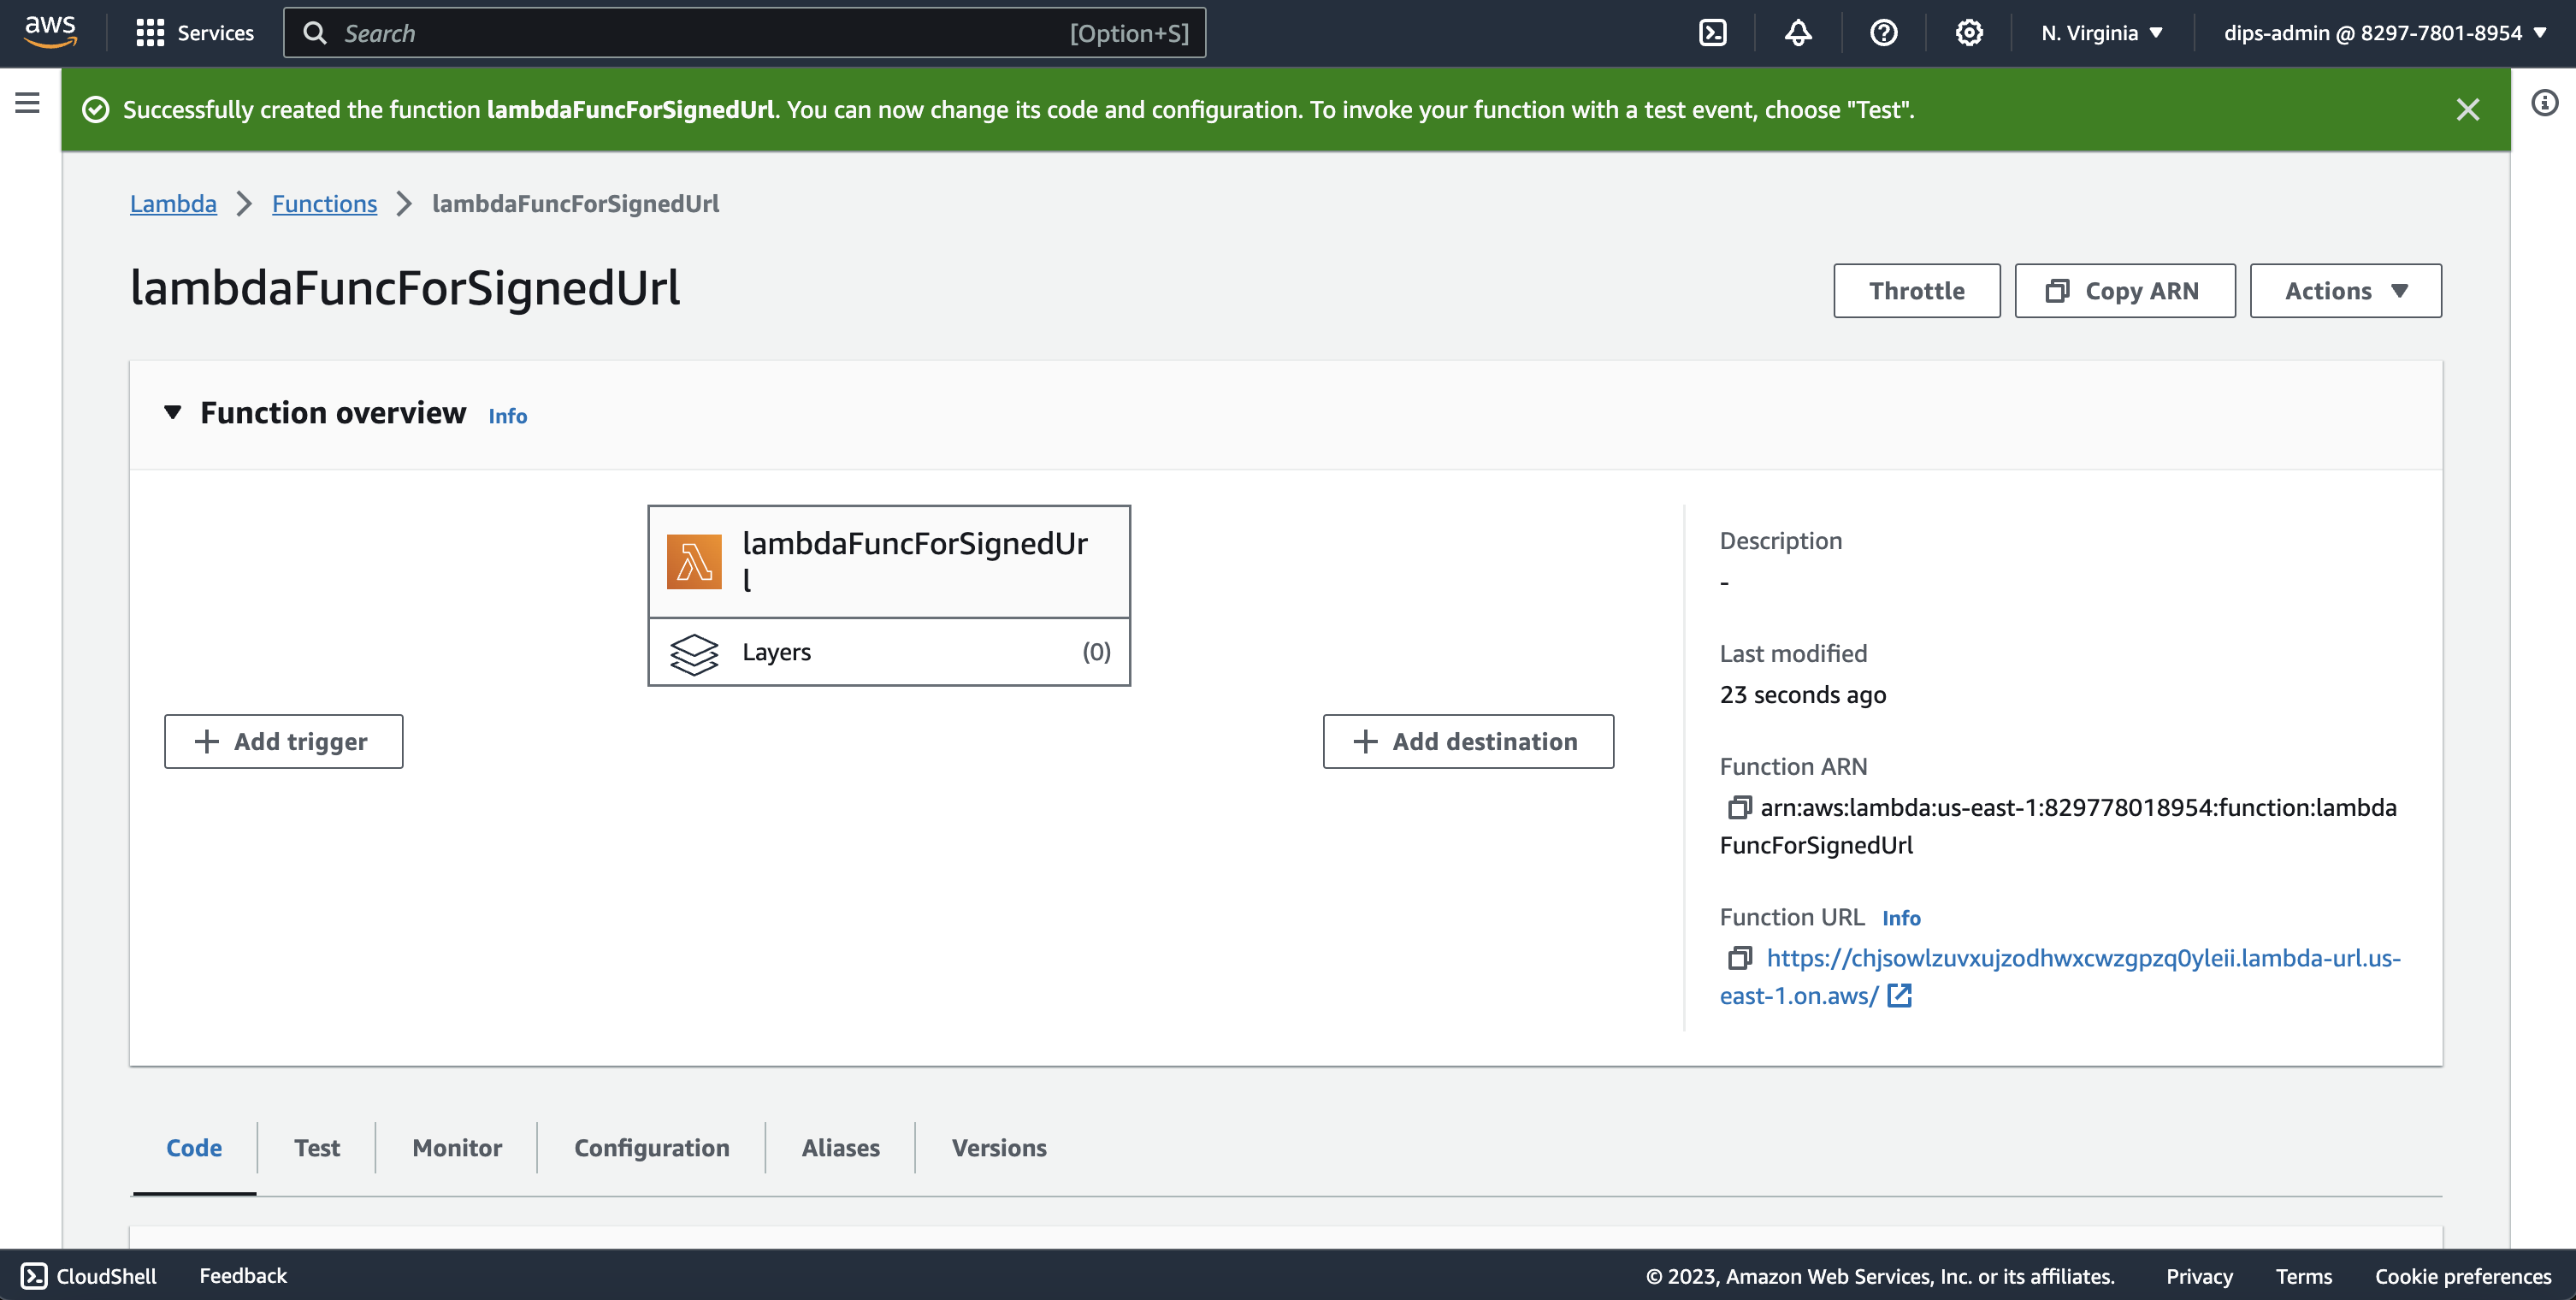 aws
Services
Search
[Option+S]
N. Virginia
dips-admin @ 8297-7801-8954
Successfully created the function lambdaFuncForSignedUrl. You can now change its code and configuration. To invoke your function with a test event, choose "Test".
Lambda
Functions
lambdaFuncForSignedUrl
lambdaFuncForSignedUrl
Throttle
Copy ARN
Actions
Function overview
Info
lambdaFuncForSignedUr
l
Layers
(0)
Add trigger
Add destination
Description
-
Last modified
23 seconds ago
Function ARN
arn:aws:lambda:us-east-1:829778018954:function:lambda
FuncForSignedUrl
Function URL Info
https://chjsowlzuvxujzodhwxcwzgpzq0yleii.lambda-url.us-
east-1.on.aws/
Code
Test
Monitor
Configuration
Aliases
Versions
CloudShell
Feedback
© 2023, Amazon Web Services, Inc. or its affiliates.
Privacy
Terms
Cookie preferences